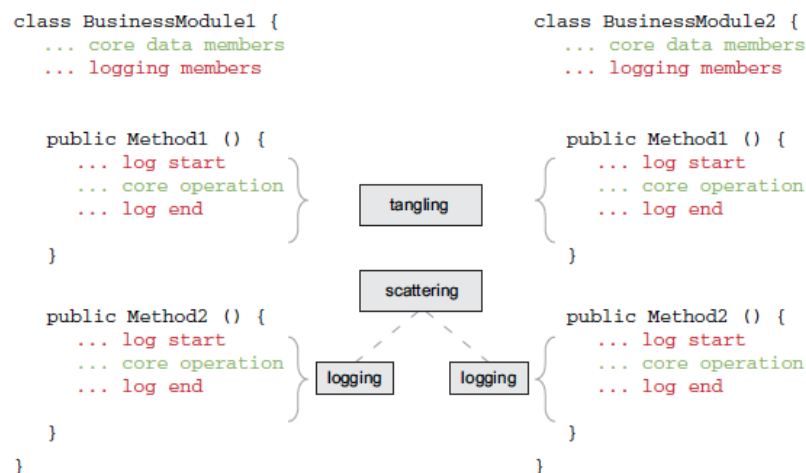 class BusinessModule1 {
... core data members
... logging members
public Method1 () {
... log start
... core operation
... log end
}
public Method2 () {
... log start
... core operation
... log end
}
}
tangling
scattering
logging
logging
class BusinessModule2 {
... core data members
... logging members
public Method1 () {
... log start
... core operation
... log end
}
public Method2 () {
... log start
... core operation
... log end
}
}